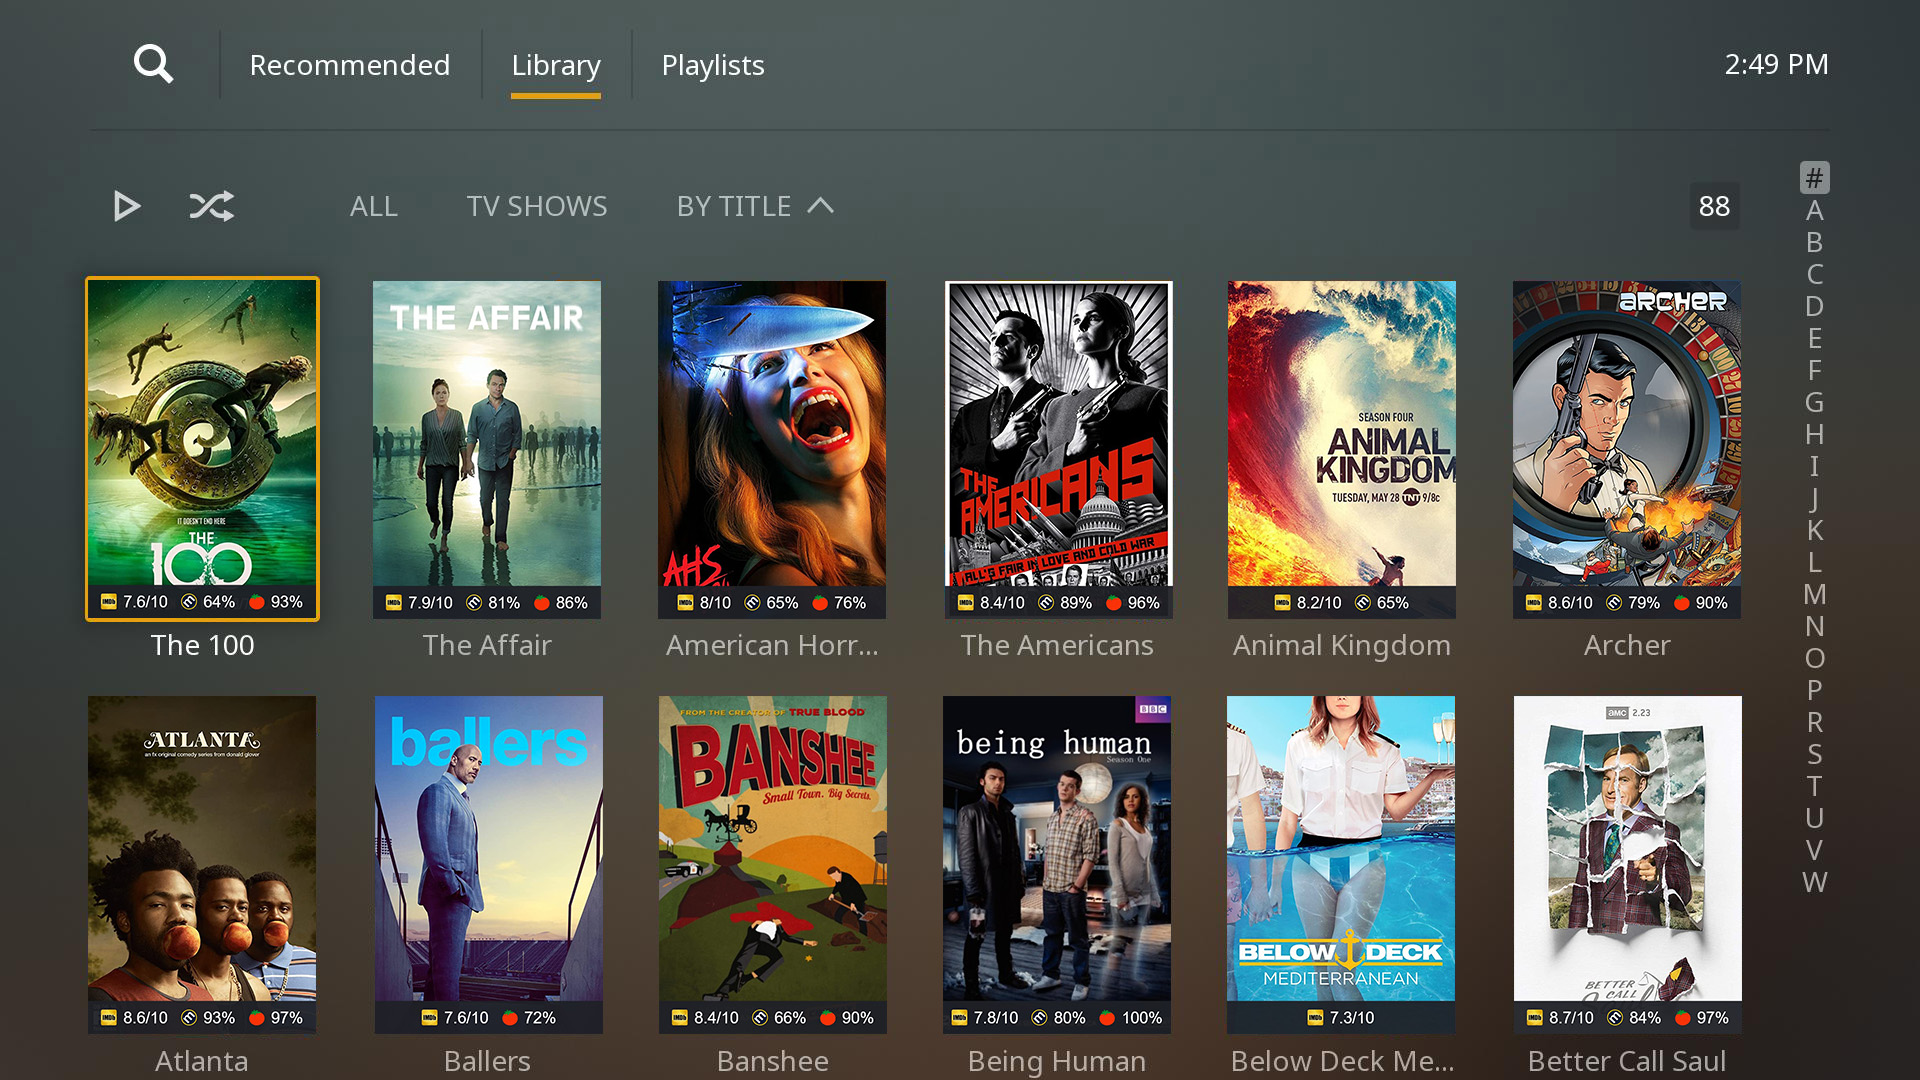 Recommended
Library
Playlists
2:49 PM
ALL
TV SHOWS
BY TITLE
88
#
A
B
C
D
E
F
G
H
I
J
K
L
M
N
O
P
R
S
T
U
V
W
IT DOESN'T END HERE
THE
100
IMDb 7.6/10 64% 93%
The 100
THE AFFAIR
IMDb 7.9/10 81% 86%
The Affair
AHS
IMDb 8/10 65% 76%
American Horr...
THE
AMERICANS
ALL'S FAIR IN LOVE AND COLD WAR
IMDb 8.4/10 89% 96%
The Americans
SEASON FOUR
ANIMAL
KINGDOM
TUESDAY, MAY 28 TNT 9/8c
IMDb 8.2/10 65%
Animal Kingdom
ARCHER
IMDb 8.6/10 79% 90%
Archer
ATLANTA
an fx original comedy series from donald glover
IMDb 8.6/10 93% 97%
Atlanta
ballers
IMDb 7.6/10 72%
Ballers
FROM THE CREATOR OF TRUE BLOOD
BANSHEE
Small Town. Big Secrets.
IMDb 8.4/10 66% 90%
Banshee
BBC
being human
Season One
IMDb 7.8/10 80% 100%
Being Human
BELOW DECK
MEDITERRANEAN
IMDb 7.3/10
Below Deck Me...
amc 2.23
BETTER
CALL
IMDb 8.7/10 84% 97%
Better Call Saul